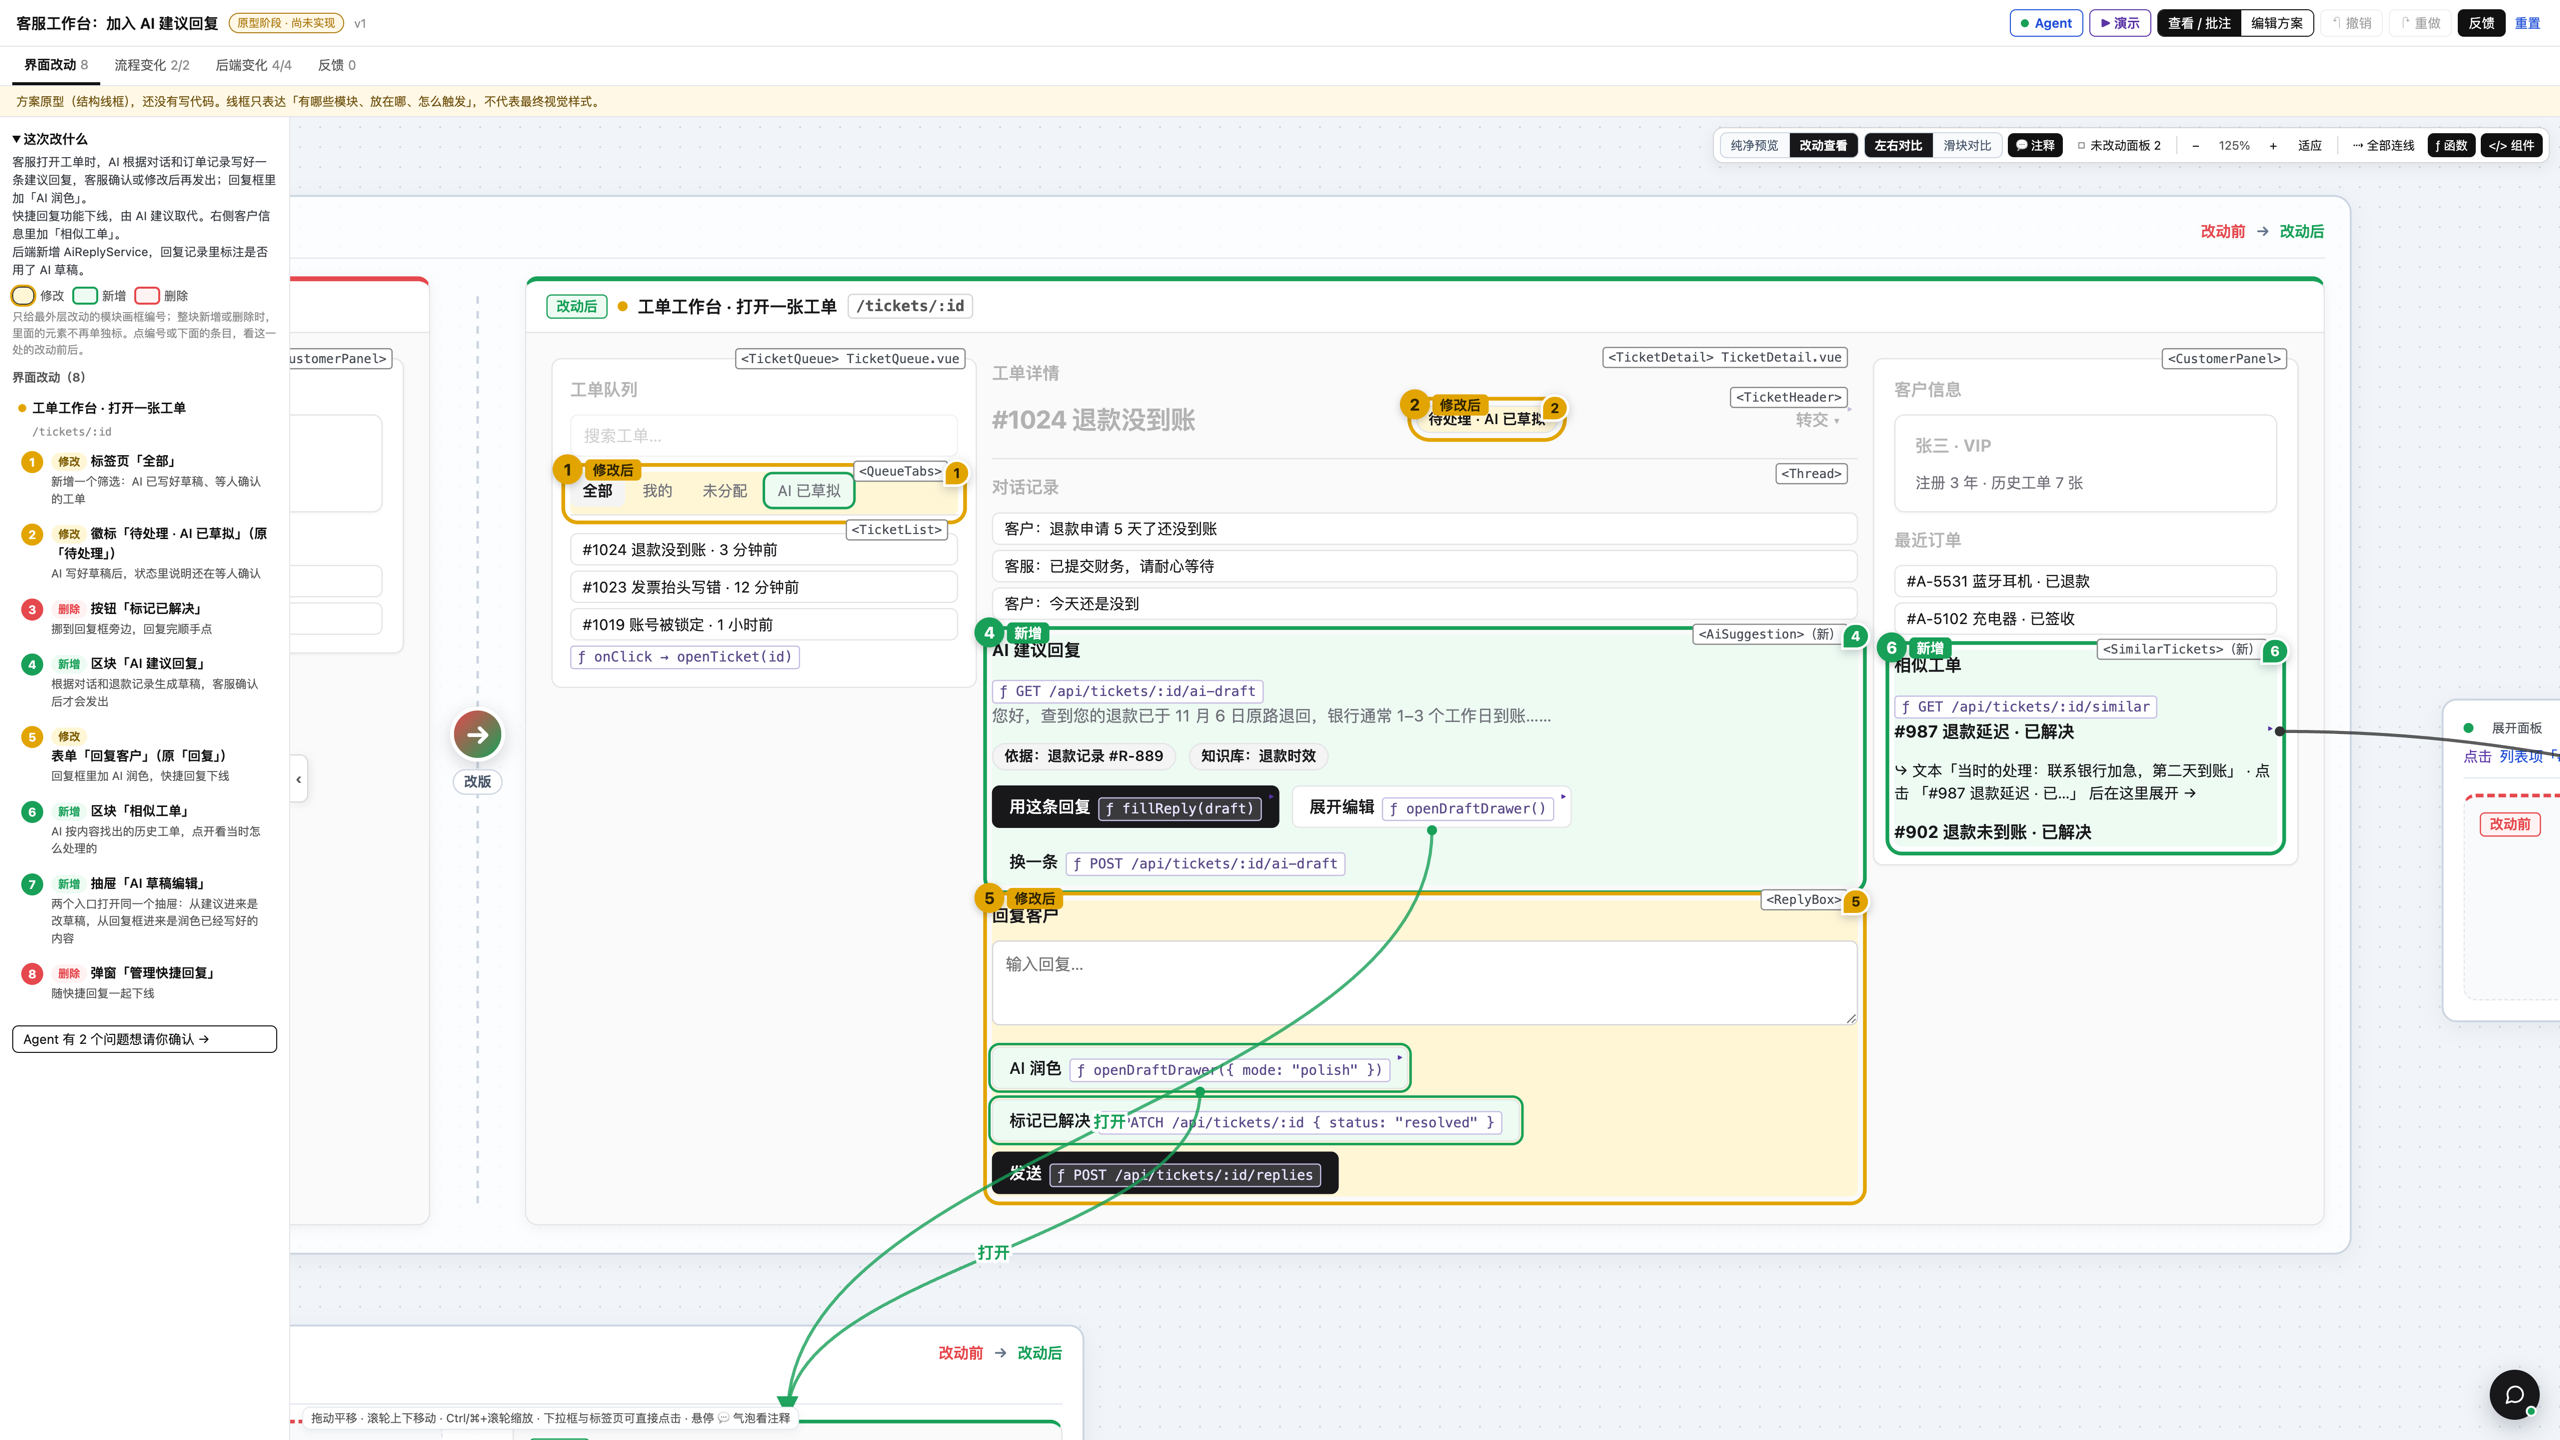 客服工作台：加入 AI 建议回复
原型阶段 · 尚未实现
v1
Agent
演示
查看 / 批注
编辑方案
撤销
重做
反馈
重置
界面改动 8
流程变化 2/2
后端变化 4/4
反馈 0
方案原型（结构线框），还没有写代码。线框只表达「有哪些模块、放在哪、怎么触发」，不代表最终视觉样式。
▼这次改什么
客服打开工单时，AI 根据对话和订单记录写好一
条建议回复，客服确认或修改后再发出；回复框里
加「AI 润色」。
快捷回复功能下线，由 AI 建议取代。右侧客户信
息里加「相似工单」。
后端新增 AiReplyService，回复记录里标注是否
用了 AI 草稿。
修改
新增
删除
只给最外层改动的模块画框编号；整块新增或删除时，
里面的元素不再单独标。点编号或下面的条目，看这一
处的改动前后。
界面改动（8）
工单工作台 · 打开一张工单
/tickets/:id
1 修改 标签页「全部」
新增一个筛选：AI 已写好草稿、等人确认
的工单
2 修改 徽标「待处理 · AI 已草拟」（原
「待处理」）
AI 写好草稿后，状态里说明还在等人确认
3 删除 按钮「标记已解决」
挪到回复框旁边，回复完顺手点
4 新增 区块「AI 建议回复」
根据对话和退款记录生成草稿，客服确认
后才会发出
5 修改
表单「回复客户」（原「回复」）
回复框里加 AI 润色，快捷回复下线
6 新增 区块「相似工单」
AI 按内容找出的历史工单，点开看当时怎
么处理的
7 新增 抽屉「AI 草稿编辑」
两个入口打开同一个抽屉：从建议进来是
改草稿，从回复框进来是润色已经写好的
内容
8 删除 弹窗「管理快捷回复」
随快捷回复一起下线
Agent 有 2 个问题想请你确认 →
纯净预览
改动查看
左右对比
滑块对比
注释
未改动面板 2
−
125%
+
适应
全部连线
ƒ 函数
</> 组件
改动前 → 改动后
ustomerPanel>
改版
改动后
工单工作台 · 打开一张工单
/tickets/:id
<TicketQueue> TicketQueue.vue
工单队列
搜索工单...
1 修改后
<QueueTabs>
1
全部
我的
未分配
AI 已草拟
<TicketList>
#1024 退款没到账 · 3 分钟前
#1023 发票抬头写错 · 12 分钟前
#1019 账号被锁定 · 1 小时前
ƒ onClick → openTicket(id)
<TicketDetail> TicketDetail.vue
工单详情
<TicketHeader>
#1024 退款没到账
2 修改后
2
待处理 · AI 已草拟
转交
<Thread>
对话记录
客户：退款申请 5 天了还没到账
客服：已提交财务，请耐心等待
客户：今天还是没到
4 新增
<AiSuggestion>（新）
4
AI 建议回复
ƒ GET /api/tickets/:id/ai-draft
您好，查到您的退款已于 11 月 6 日原路退回，银行通常 1–3 个工作日到账……
依据：退款记录 #R-889
知识库：退款时效
用这条回复 ƒ fillReply(draft)
展开编辑 ƒ openDraftDrawer()
换一条 ƒ POST /api/tickets/:id/ai-draft
5 修改后
<ReplyBox>
5
回复客户
输入回复...
AI 润色 ƒ openDraftDrawer({ mode: "polish" })
标记已解决 打开 ATCH /api/tickets/:id { status: "resolved" }
发送 ƒ POST /api/tickets/:id/replies
打开
<CustomerPanel>
客户信息
张三 · VIP
注册 3 年 · 历史工单 7 张
最近订单
#A-5531 蓝牙耳机 · 已退款
#A-5102 充电器 · 已签收
6 新增
<SimilarTickets>（新）
6
相似工单
ƒ GET /api/tickets/:id/similar
#987 退款延迟 · 已解决
↪ 文本「当时的处理：联系银行加急，第二天到账」 · 点
击 「#987 退款延迟 · 已...」 后在这里展开 →
#902 退款未到账 · 已解决
展开面板
点击 列表项
改动前
改动前 → 改动后
拖动平移 · 滚轮上下移动 · Ctrl/⌘+滚轮缩放 · 下拉框与标签页可直接点击 · 悬停 💬 气泡看注释